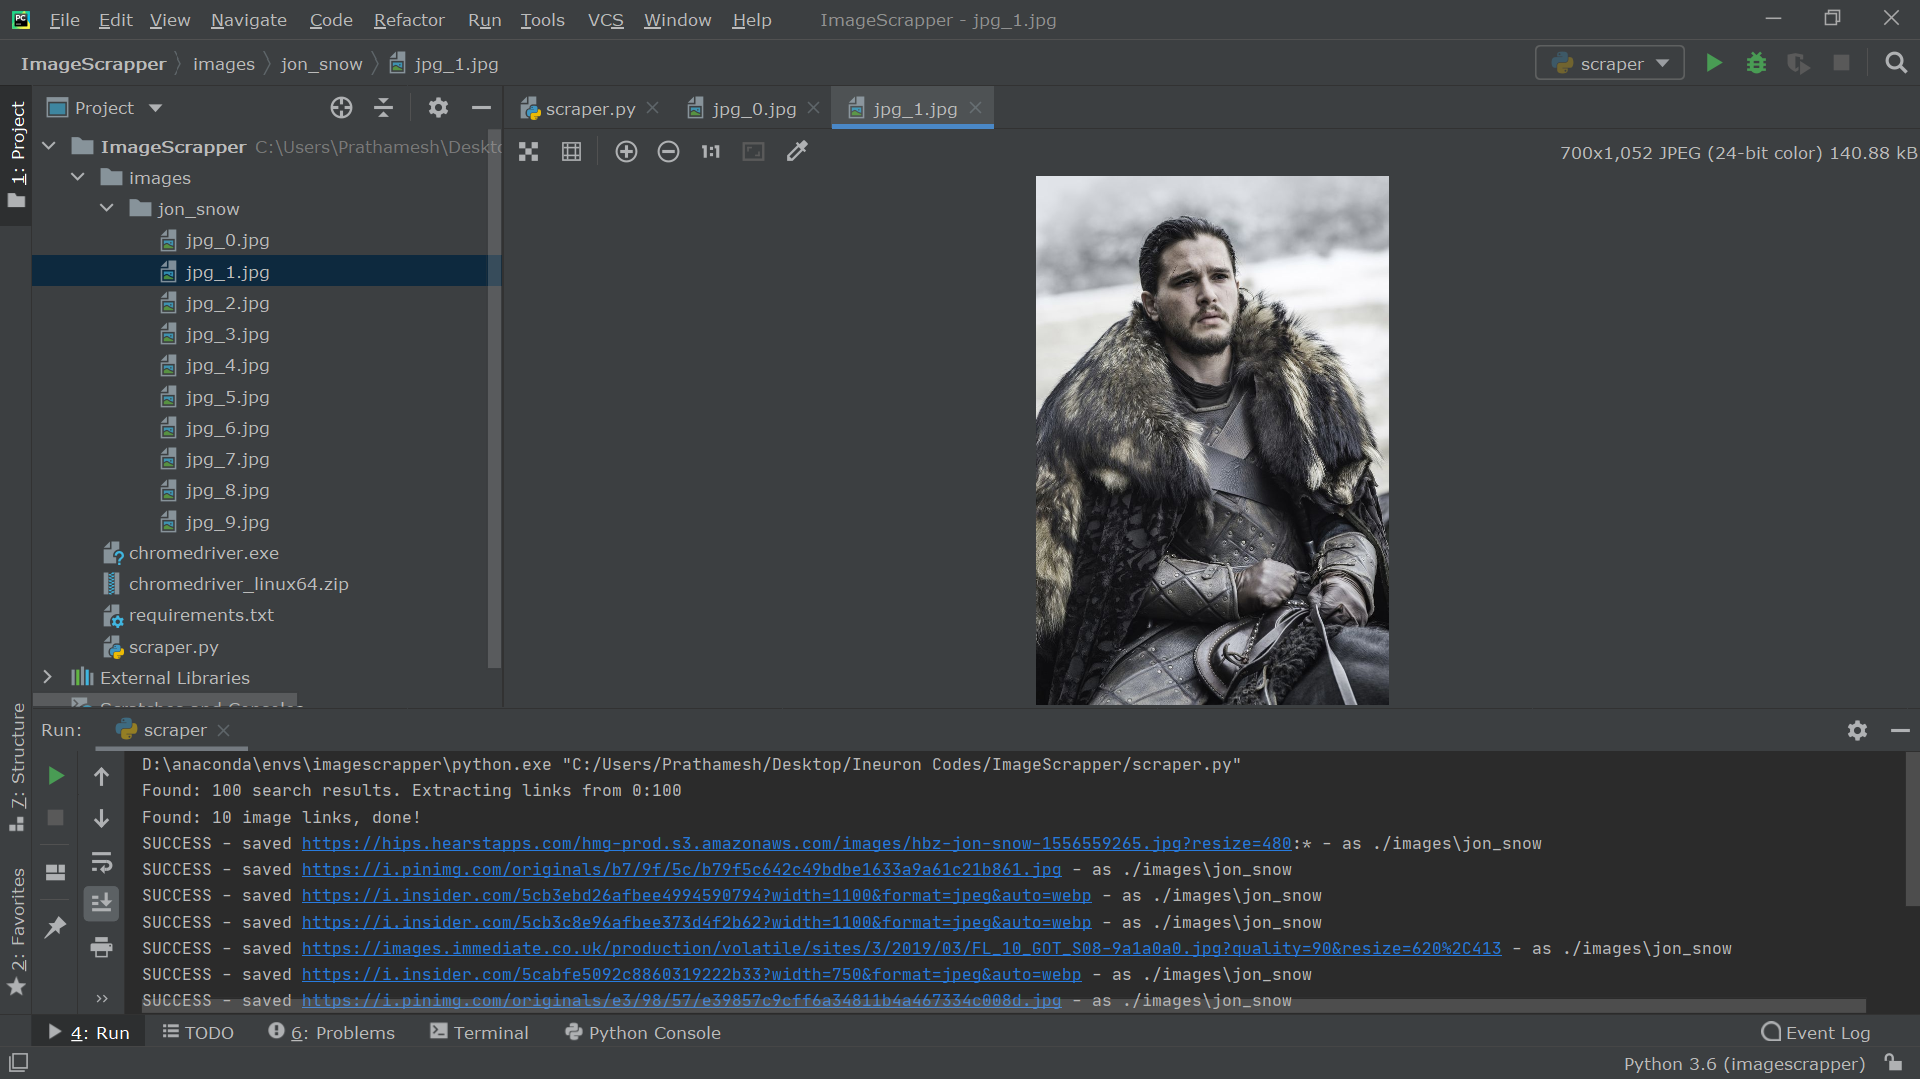 File Edit View Navigate Code Refactor Run Tools VCS Window Help ImageScrapper - jpg_1.jpg
ImageScrapper images jon_snow jpg_1.jpg scraper
1: Project
Project
scraper.py jpg_0.jpg jpg_1.jpg
1:1 700x1,052 JPEG (24-bit color) 140.88 kB
ImageScrapper C:\Users\Prathamesh\Deskto
images
jon_snow
jpg_0.jpg
jpg_1.jpg
jpg_2.jpg
jpg_3.jpg
jpg_4.jpg
jpg_5.jpg
jpg_6.jpg
jpg_7.jpg
jpg_8.jpg
jpg_9.jpg
chromedriver.exe
chromedriver_linux64.zip
requirements.txt
scraper.py
External Libraries
Scratches and Consoles
7: Structure
2: Favorites
Run: scraper
D:\anaconda\envs\imagescrapper\python.exe "C:/Users/Prathamesh/Desktop/Ineuron Codes/ImageScrapper/scraper.py"
Found: 100 search results. Extracting links from 0:100
Found: 10 image links, done!
SUCCESS - saved https://hips.hearstapps.com/hmg-prod.s3.amazonaws.com/images/hbz-jon-snow-1556559265.jpg?resize=480:* - as ./images\jon_snow
SUCCESS - saved https://i.pinimg.com/originals/b7/9f/5c/b79f5c642c49bdbe1633a9a61c21b861.jpg - as ./images\jon_snow
SUCCESS - saved https://i.insider.com/5cb3ebd26afbee4994590794?width=1100&format=jpeg&auto=webp - as ./images\jon_snow
SUCCESS - saved https://i.insider.com/5cb3c8e96afbee373d4f2b62?width=1100&format=jpeg&auto=webp - as ./images\jon_snow
SUCCESS - saved https://images.immediate.co.uk/production/volatile/sites/3/2019/03/FL_10_GOT_S08-9a1a0a0.jpg?quality=90&resize=620%2C413 - as ./images\jon_snow
SUCCESS - saved https://i.insider.com/5cabfe5092c8860319222b33?width=750&format=jpeg&auto=webp - as ./images\jon_snow
SUCCESS - saved https://i.pinimg.com/originals/e3/98/57/e39857c9cff6a34811b4a467334c008d.jpg - as ./images\jon_snow
4: Run TODO 6: Problems Terminal Python Console Event Log
Python 3.6 (imagescrapper)